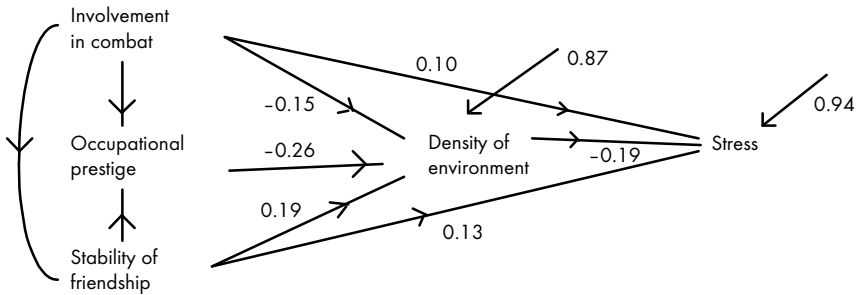 Involvement
in combat
0.10
0.87
0.94
–0.15
Occupational
prestige
–0.26
Density of
environment
–0.19
Stress
0.19
0.13
Stability of
friendship